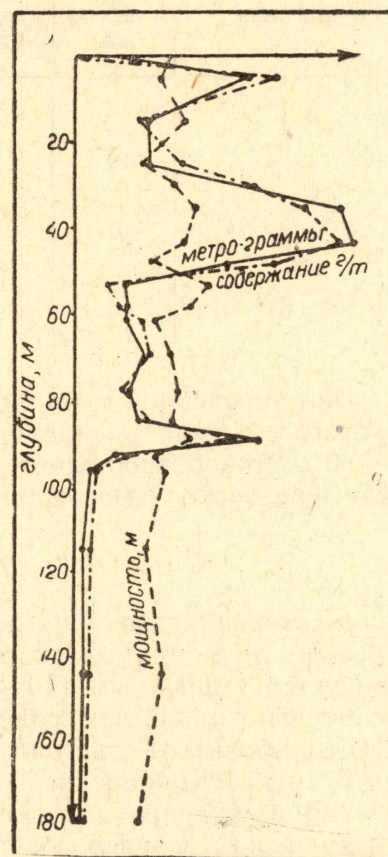 20
40
метро-граммы
содержание г/т
60
глубина, м
80
100
120
мощность, м
140
160
180